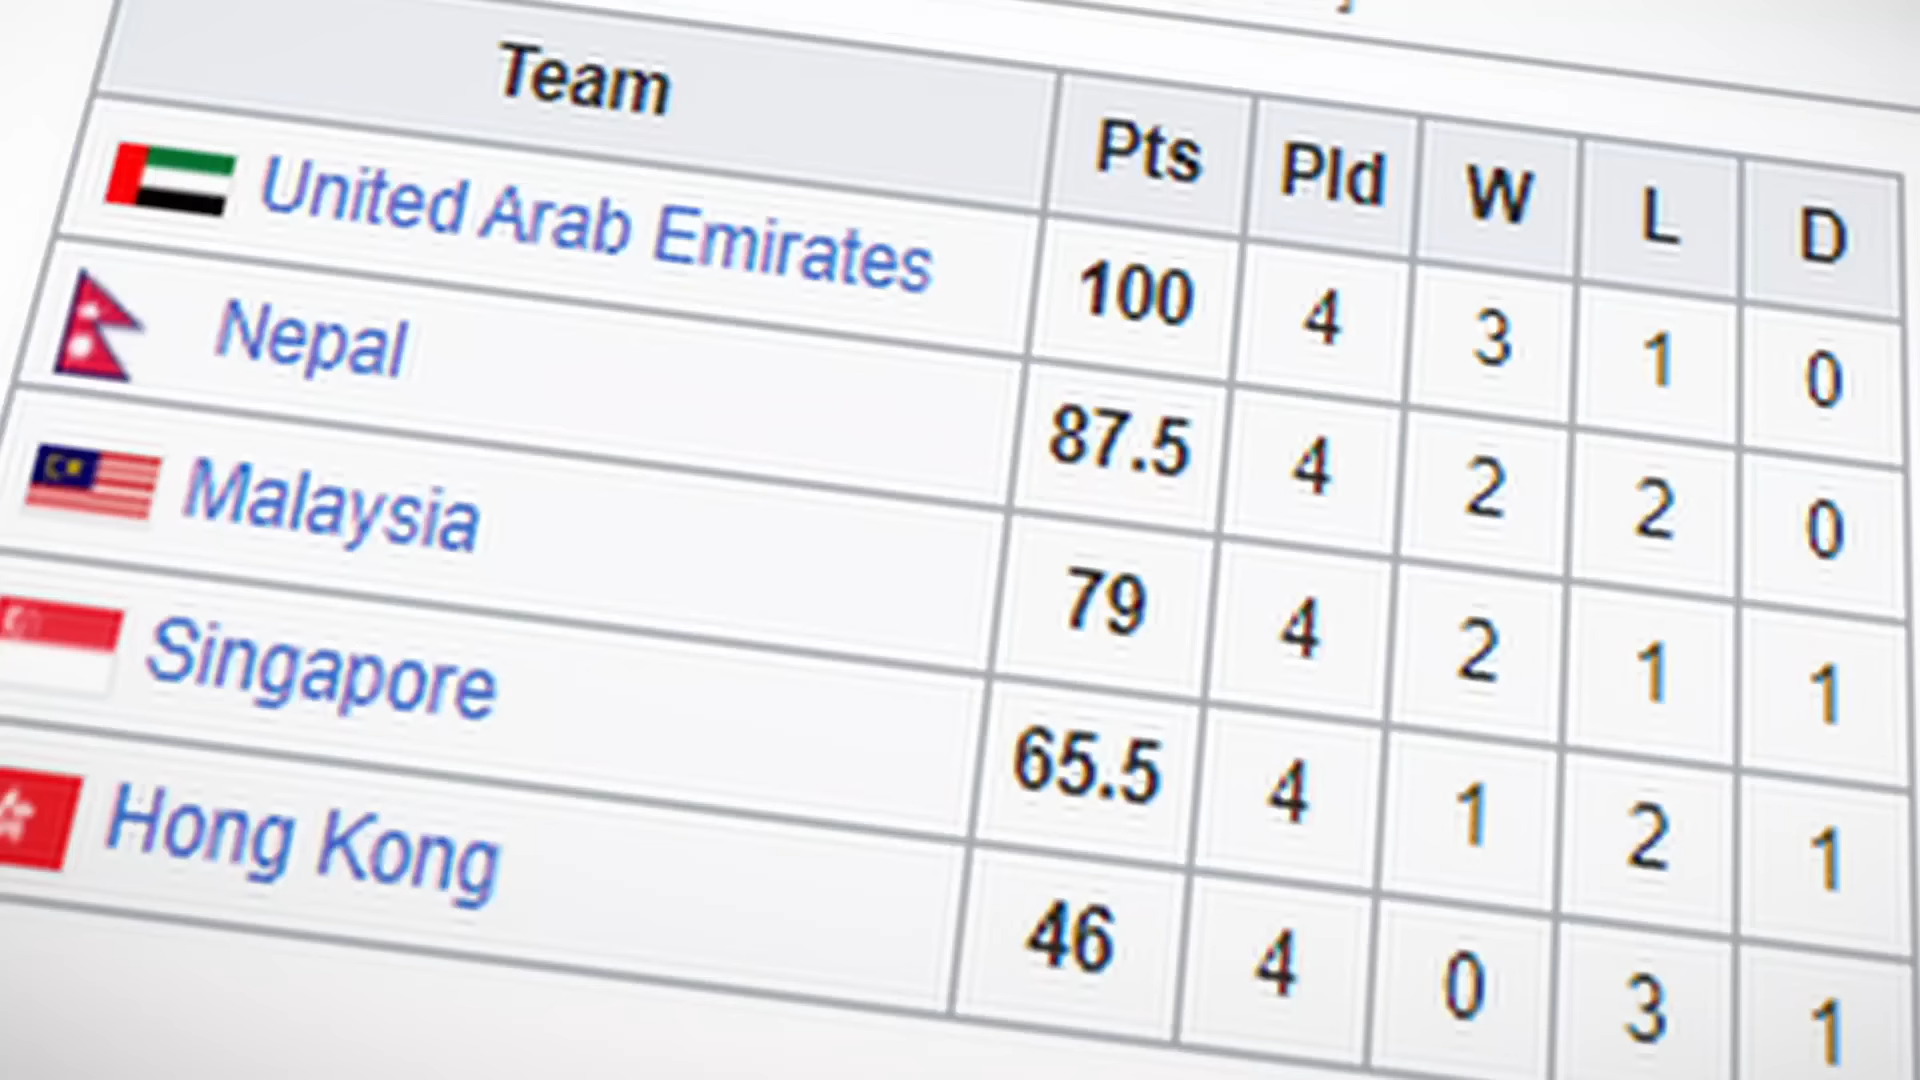 Team Pts Pld W L D
United Arab Emirates 100 4 3 1 0
Nepal 87.5 4 2 2 0
Malaysia 79 4 2 1 1
Singapore 65.5 4 1 2 1
Hong Kong 46 4 0 3 1